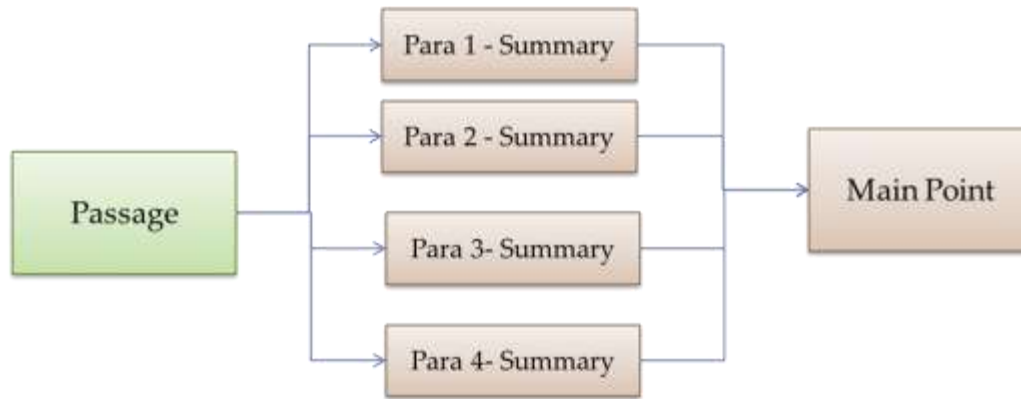 Passage
Para 1 - Summary
Para 2 - Summary
Para 3- Summary
Para 4- Summary
Main Point